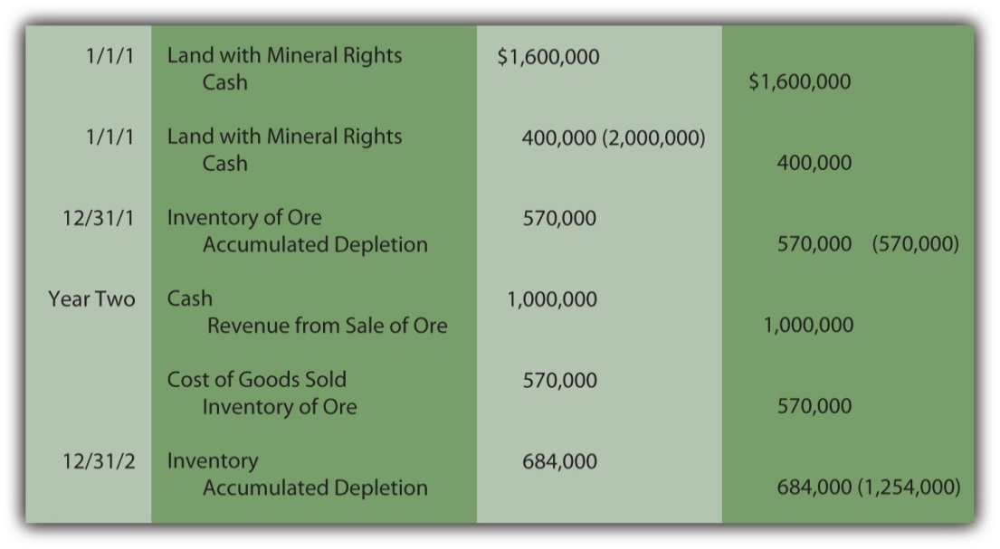 1/1/1 Land with Mineral Rights $1,600,000
Cash $1,600,000
1/1/1 Land with Mineral Rights 400,000 (2,000,000)
Cash 400,000
12/31/1 Inventory of Ore 570,000
Accumulated Depletion 570,000 (570,000)
Year Two Cash 1,000,000
Revenue from Sale of Ore 1,000,000
Cost of Goods Sold 570,000
Inventory of Ore 570,000
12/31/2 Inventory 684,000
Accumulated Depletion 684,000 (1,254,000)